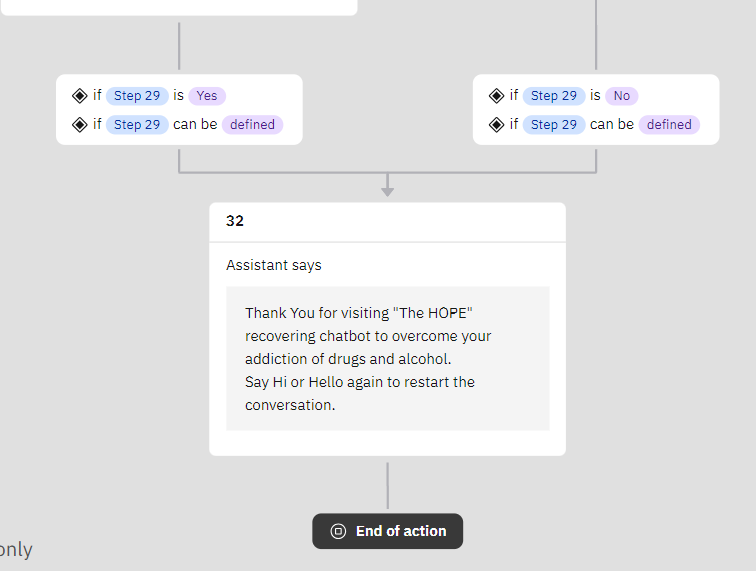 if Step 29 is Yes
if Step 29 can be defined
if Step 29 is No
if Step 29 can be defined
32
Assistant says
Thank You for visiting "The HOPE"
recovering chatbot to overcome your
addiction of drugs and alcohol.
Say Hi or Hello again to restart the
conversation.
End of action
only